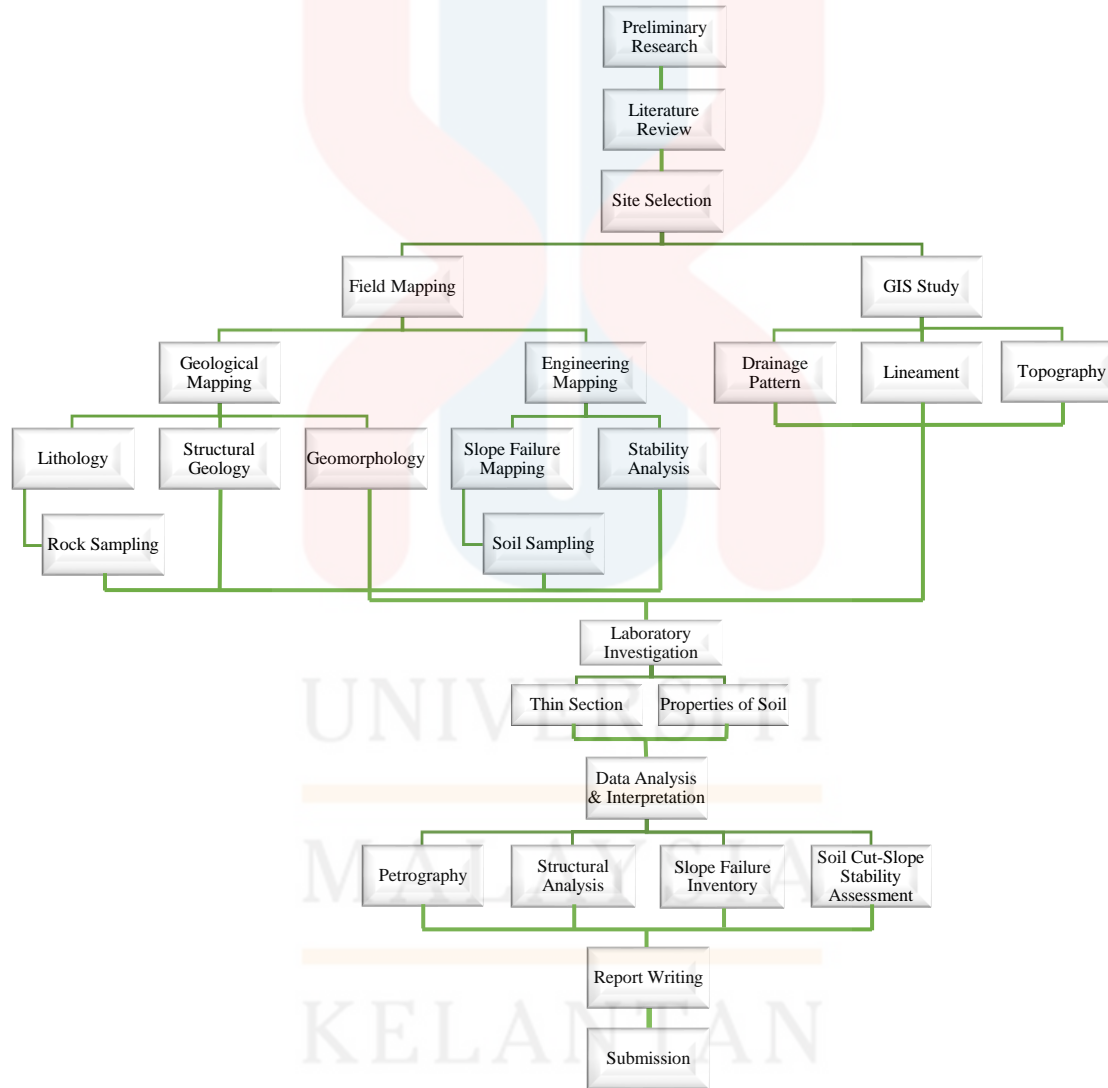 Preliminary
Research
Literature
Review
Site Selection
Field Mapping
GIS Study
Geological
Mapping
Engineering
Mapping
Drainage
Pattern
Lineament
Topography
Lithology
Structural
Geology
Geomorphology
Slope Failure
Mapping
Stability
Analysis
Rock Sampling
Soil Sampling
Laboratory
Investigation
Thin Section
Properties of Soil
UNIVERSITI
Data Analysis
& Interpretation
Petrography
Structural
Analysis
Slope Failure
Inventory
Soil Cut-Slope
Stability
Assessment
MALAYSIA
Report Writing
KELANTAN
Submission